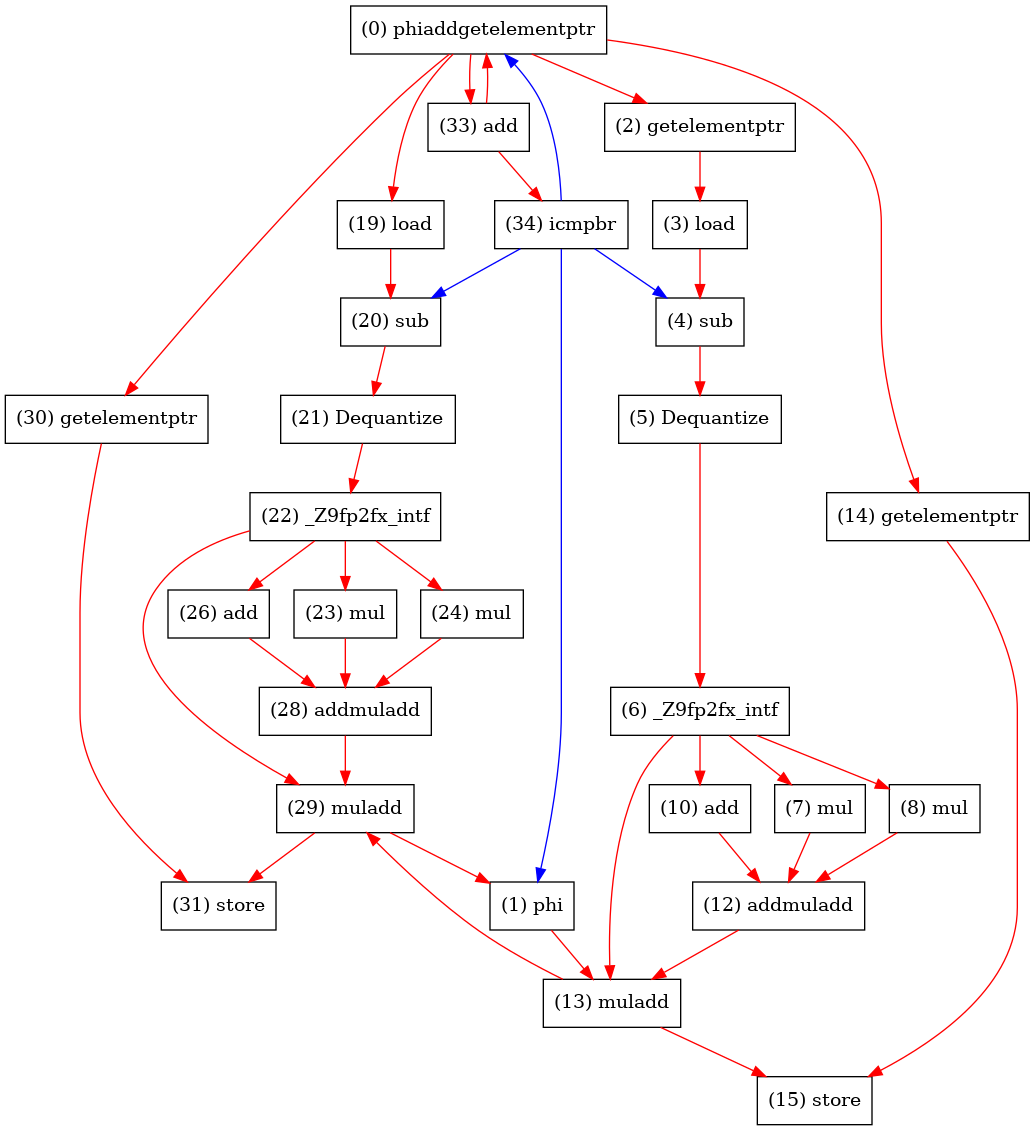 (0) phiaddgetelementptr
(33) add
(2) getelementptr
(19) load
(34) icmpbr
(3) load
(20) sub
(4) sub
(30) getelementptr
(21) Dequantize
(5) Dequantize
(22) _Z9fp2fx_intf
(14) getelementptr
(26) add
(23) mul
(24) mul
(28) addmuladd
(6) _Z9fp2fx_intf
(29) muladd
(10) add
(7) mul
(8) mul
(31) store
(1) phi
(12) addmuladd
(13) muladd
(15) store